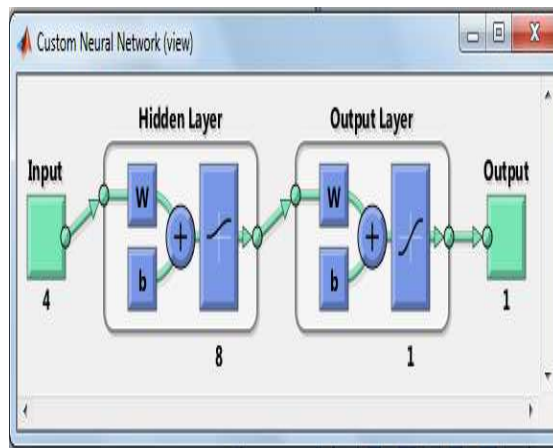 Custom Neural Network (view)
Hidden Layer
Output Layer
Input
Output
W
b
W
b
4
8
1
1